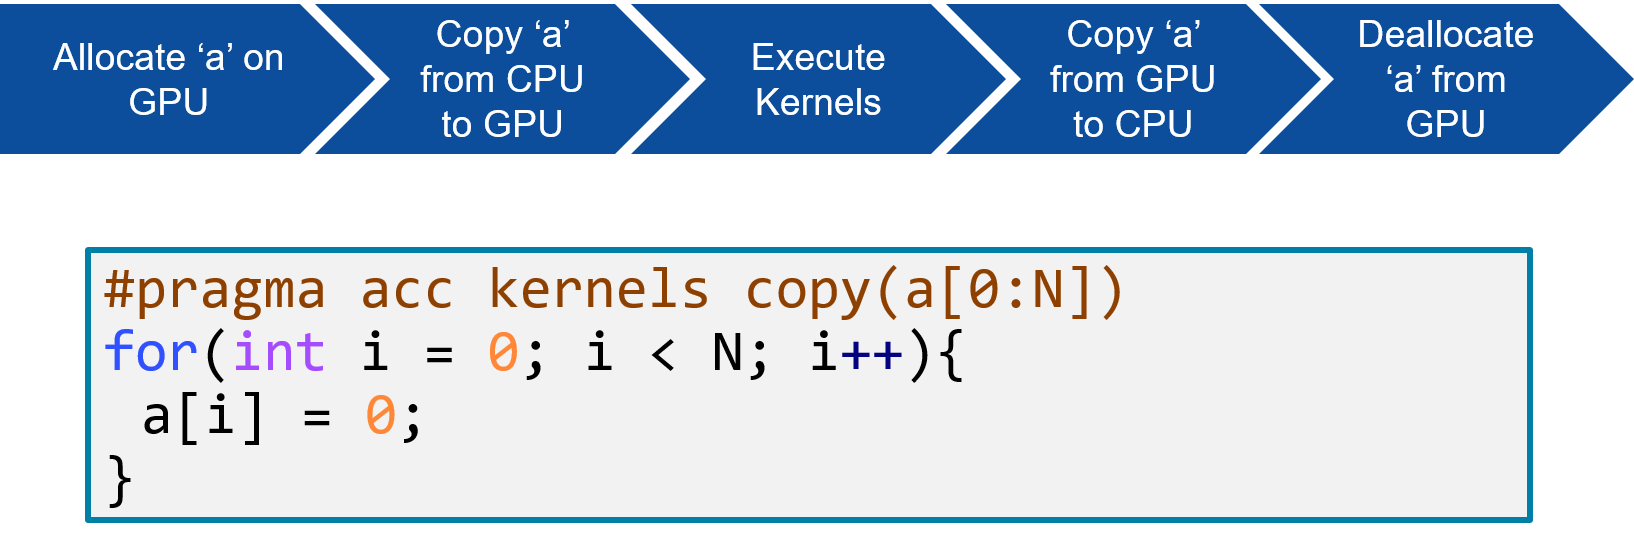 Allocate ‘a’ on
GPU
Copy ‘a’
from CPU
to GPU
Execute
Kernels
Copy ‘a’
from GPU
to CPU
Deallocate
‘a’ from
GPU
#pragma acc kernels copy(a[0:N])
for(int i = 0; i < N; i++){
 a[i] = 0;
}